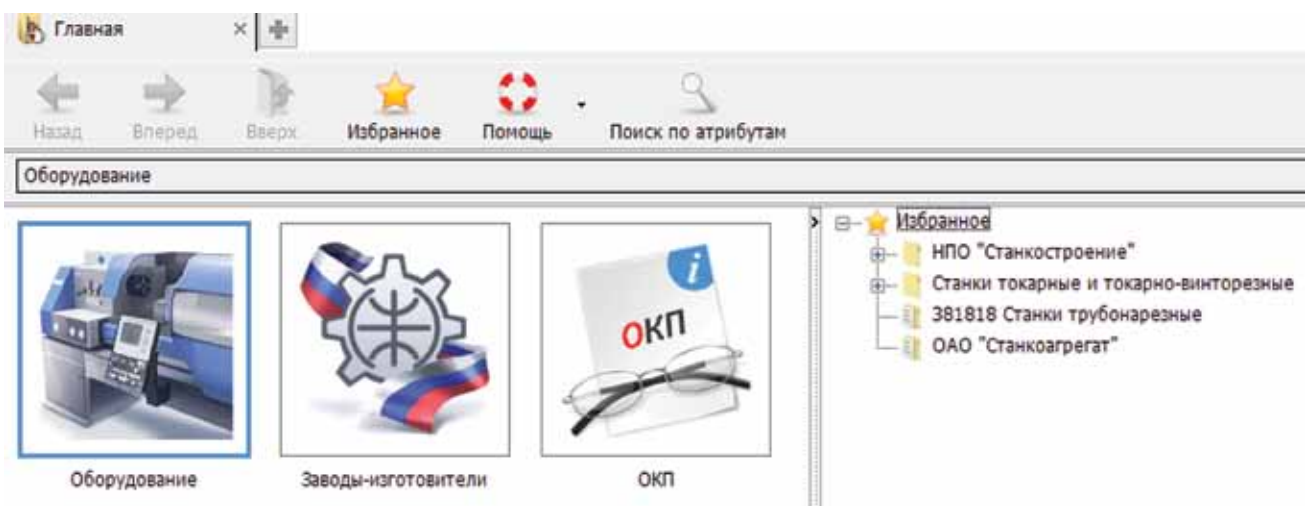 Главная
Назад Вперед Вверх Избранное Помощь Поиск по атрибутам
Оборудование
i
ОКП
Оборудование Заводы-изготовители ОКП
Избранное
НПО "Станкостроение"
Станки токарные и токарно-винторезные
381818 Станки трубонарезные
ОАО "Станкоагрегат"